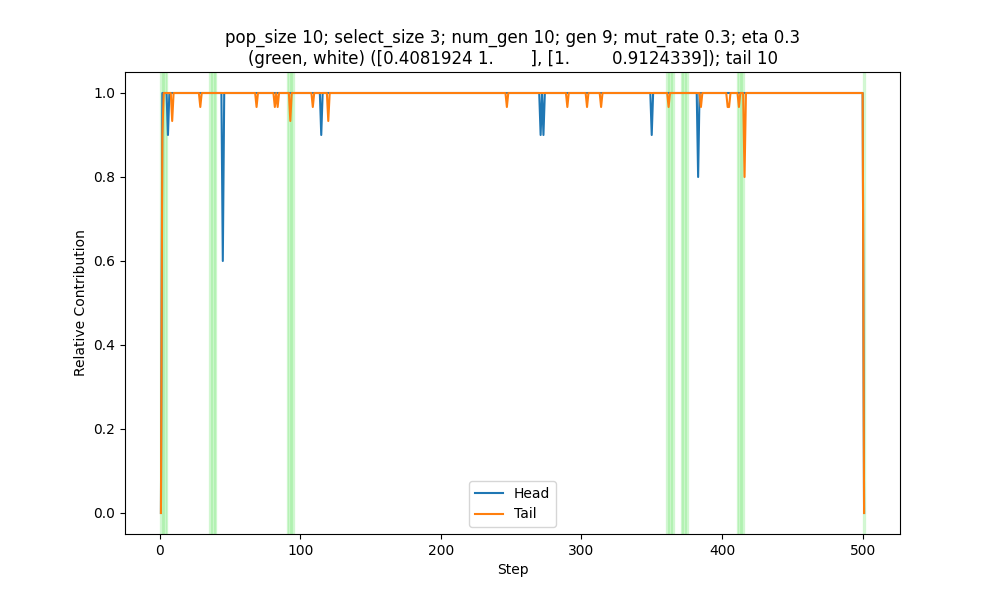 pop_size 10; select_size 3; num_gen 10; gen 9; mut_rate 0.3; eta 0.3
(green, white) ([0.4081924 1.        ], [1.        0.9124339]); tail 10
1.0
0.8
0.6
0.4
0.2
0.0
Relative Contribution
Head
Tail
0 100 200 300 400 500
Step